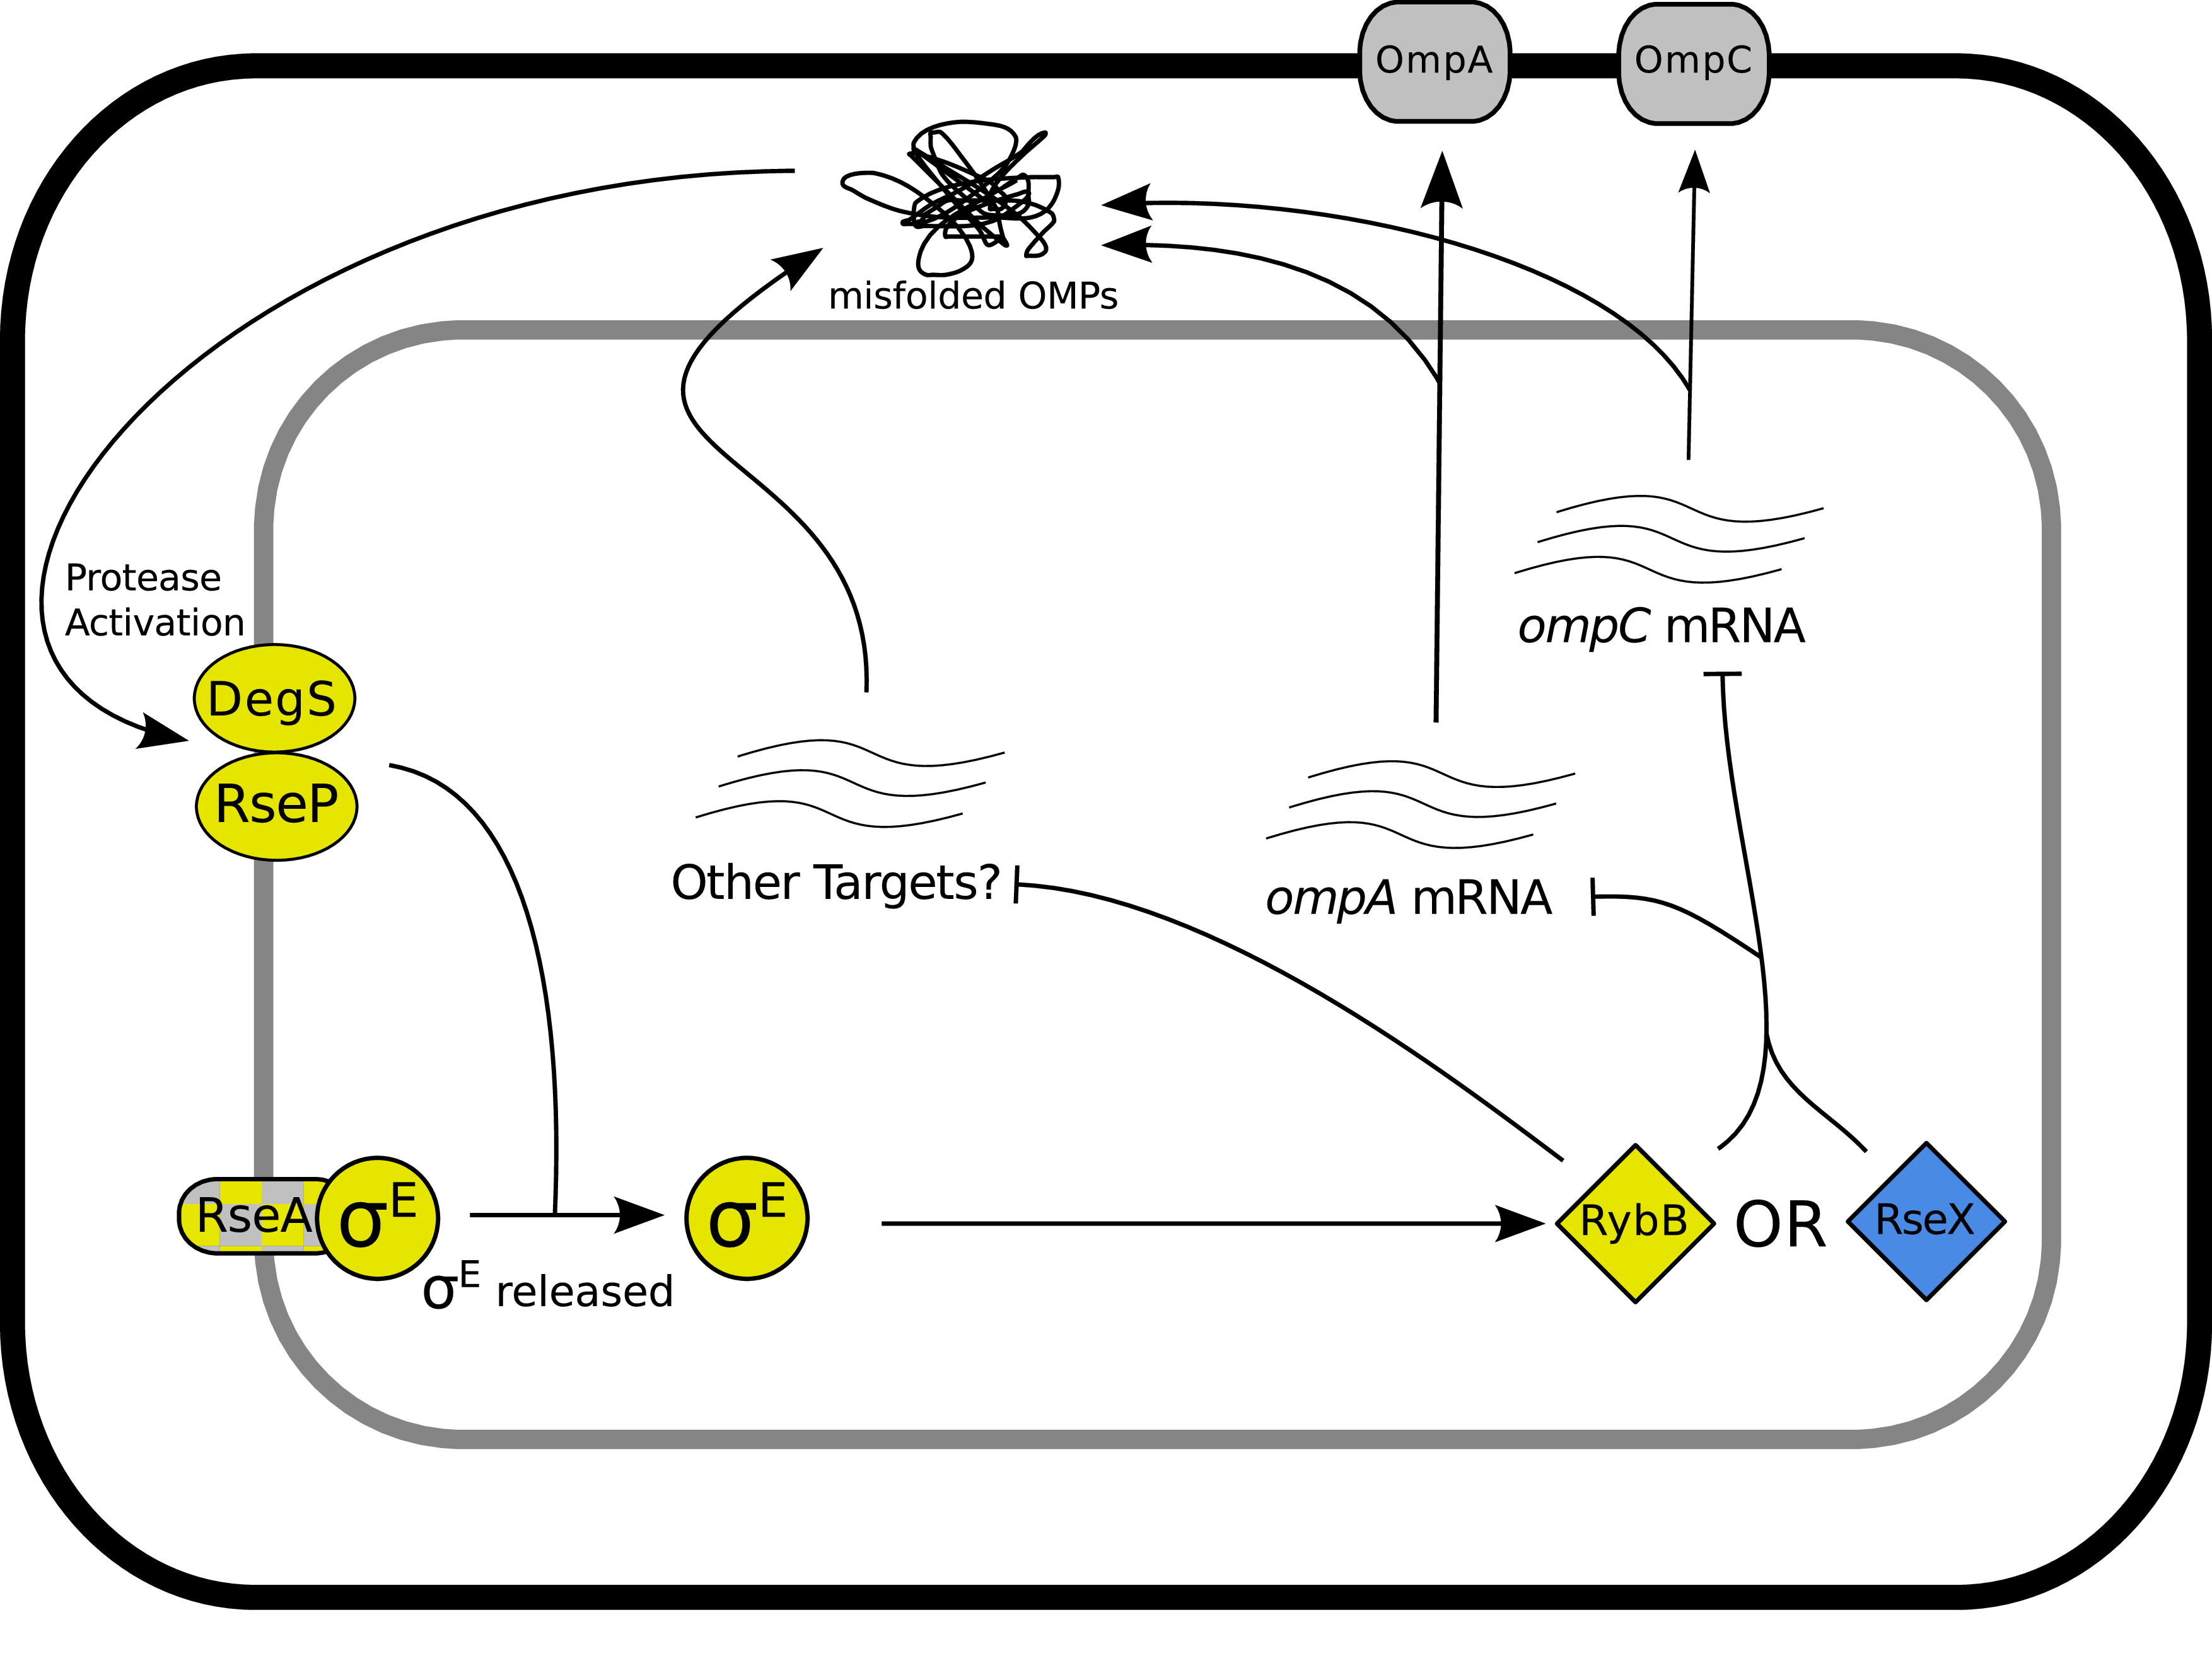 OmpA
OmpC
misfolded OMPs
Protease
Activation
ompC mRNA
DegS
RseP
Other Targets?
ompA mRNA
RseA
σE
σE
RybB
OR
RseX
σE released